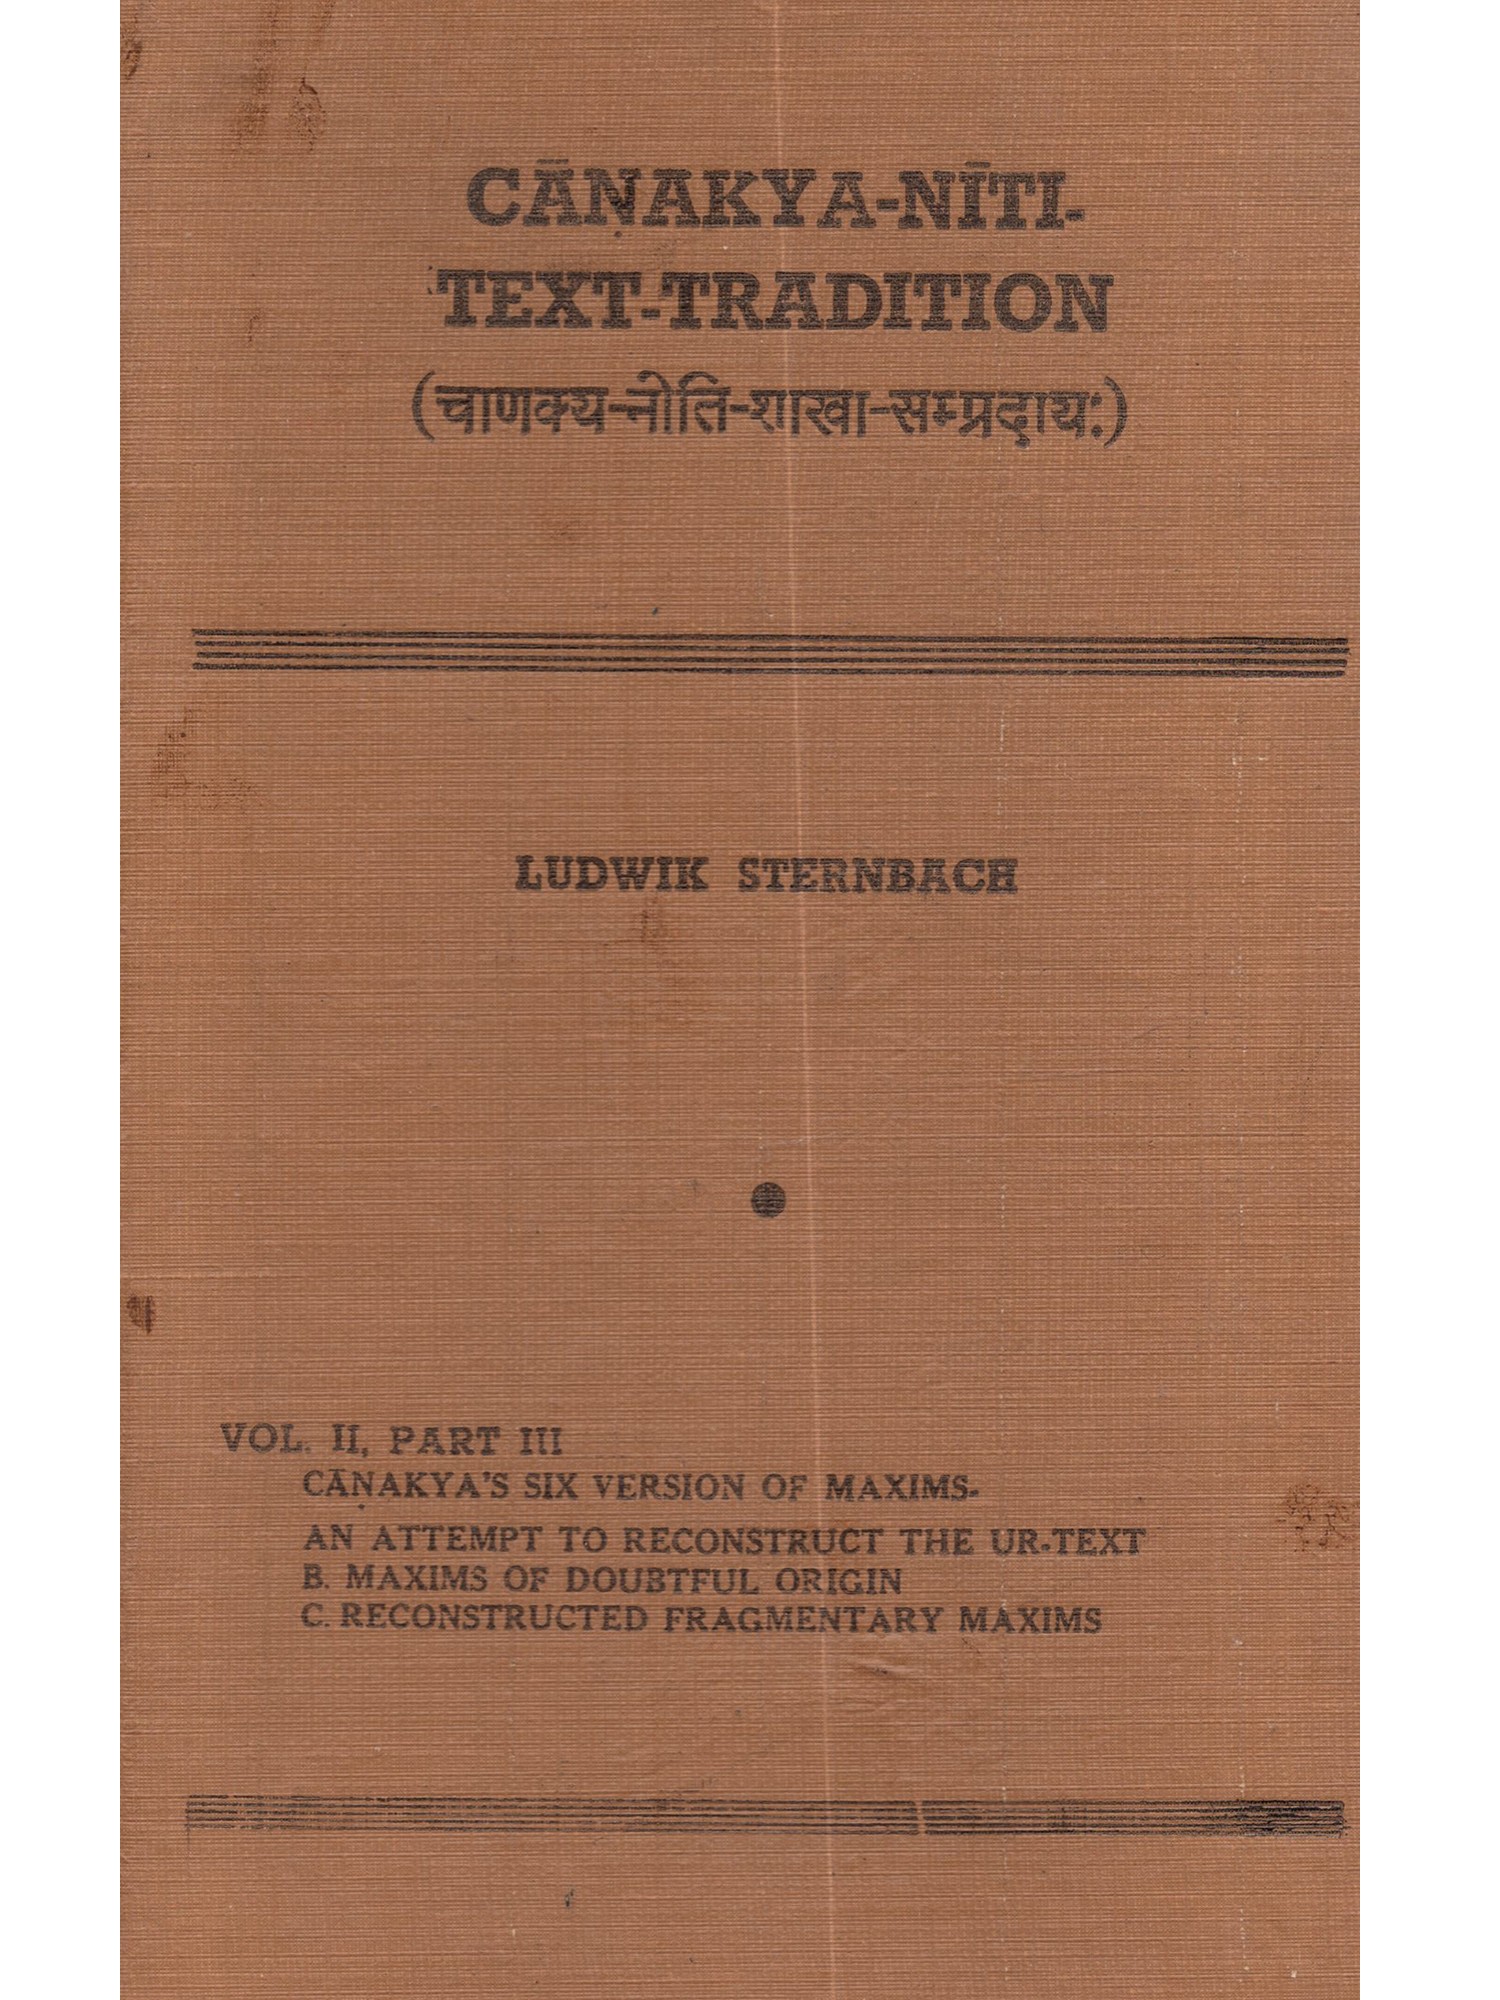 CĀṆAKYA-NĪTI-
TEXT-TRADITION
(चाणक्य-नीति-शाखा-सम्प्रदायः)
LUDWIK STERNBACH
VOL. II, PART III
CĀṆAKYA'S SIX VERSION OF MAXIMS.
AN ATTEMPT TO RECONSTRUCT THE UR-TEXT
B. MAXIMS OF DOUBTFUL ORIGIN
C. RECONSTRUCTED FRAGMENTARY MAXIMS